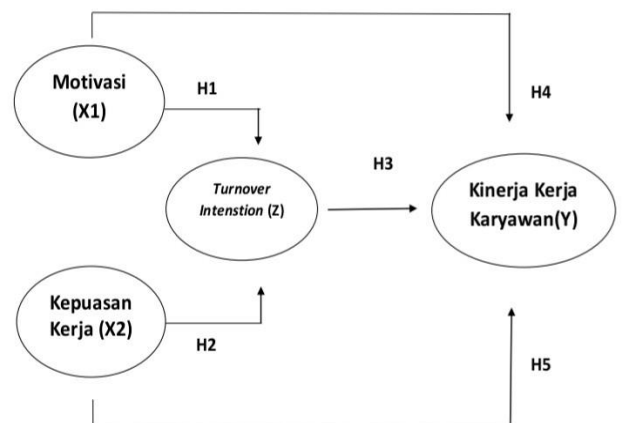 Motivasi
(X1)
H1
H4
H3
Turnover
Intenstion (Z)
Kinerja Kerja
Karyawan(Y)
Kepuasan
Kerja (X2)
H2
H5